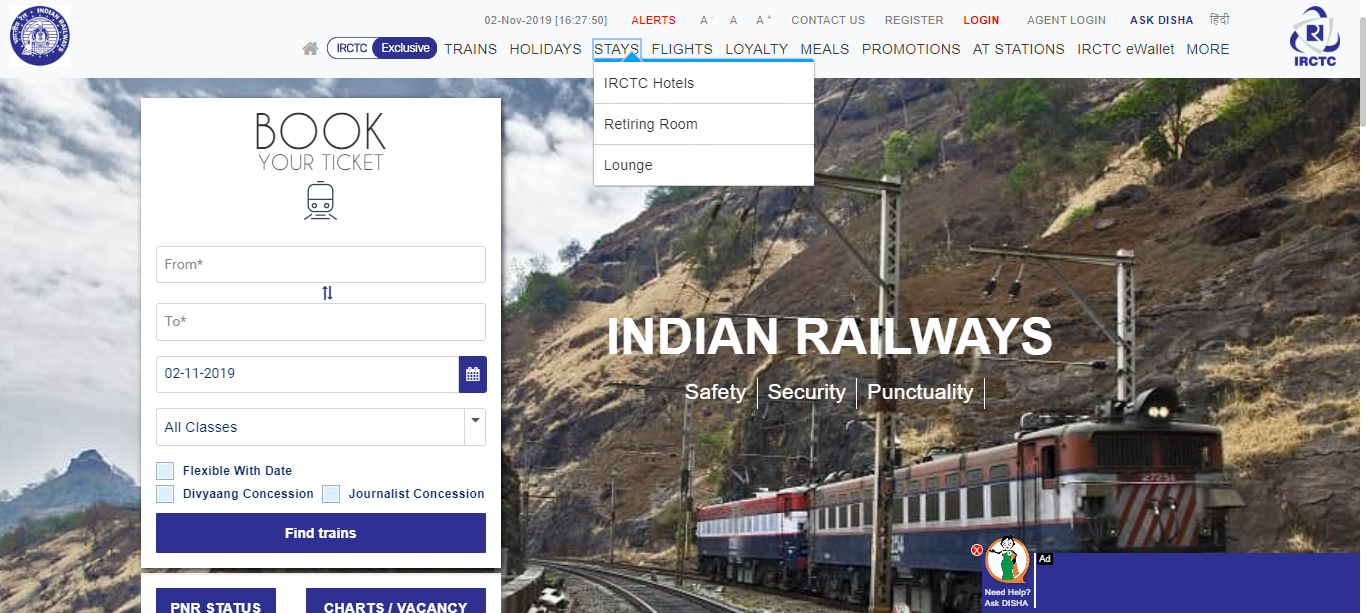 INDIAN RAILWAYS
02-Nov-2019 [16:27:50] ALERTS A- A A+ CONTACT US REGISTER LOGIN AGENT LOGIN ASK DISHA हिंदी
IRCTC Exclusive TRAINS HOLIDAYS STAYS FLIGHTS LOYALTY MEALS PROMOTIONS AT STATIONS IRCTC eWallet MORE
IRCTC
IRCTC Hotels
Retiring Room
Lounge
BOOK
YOUR TICKET
From*
To*
02-11-2019
All Classes
Flexible With Date
Divyaang Concession Journalist Concession
Find trains
PNR STATUS CHARTS / VACANCY
INDIAN RAILWAYS
Safety Security Punctuality
Need Help?
Ask DISHA
Ad